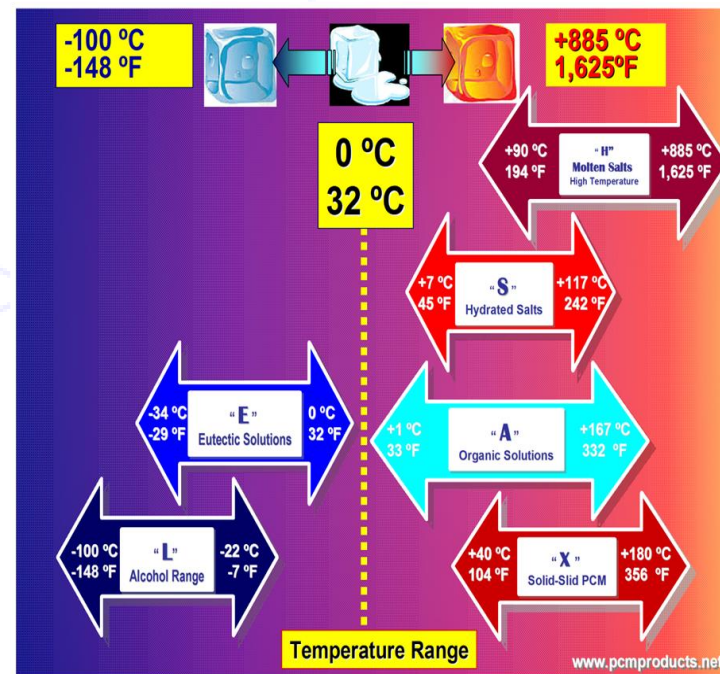 -100 ºC
-148 ºF
+885 ºC
1,625ºF
0 ºC
32 ºC
+90 ºC
194 ºF
“H”
Molten Salts
High Temperature
+885 ºC
1,625 ºF
+7 ºC
45 ºF
“S”
Hydrated Salts
+117 ºC
242 ºF
-34 ºC
-29 ºF
“E”
Eutectic Solutions
0 ºC
32 ºF
+1 ºC
33 ºF
“A”
Organic Solutions
+167 ºC
332 ºF
-100 ºC
-148 ºF
“L”
Alcohol Range
-22 ºC
-7 ºF
+40 ºC
104 ºF
“X”
Solid-Slid PCM
+180 ºC
356 ºF
Temperature Range
www.pcmproducts.net